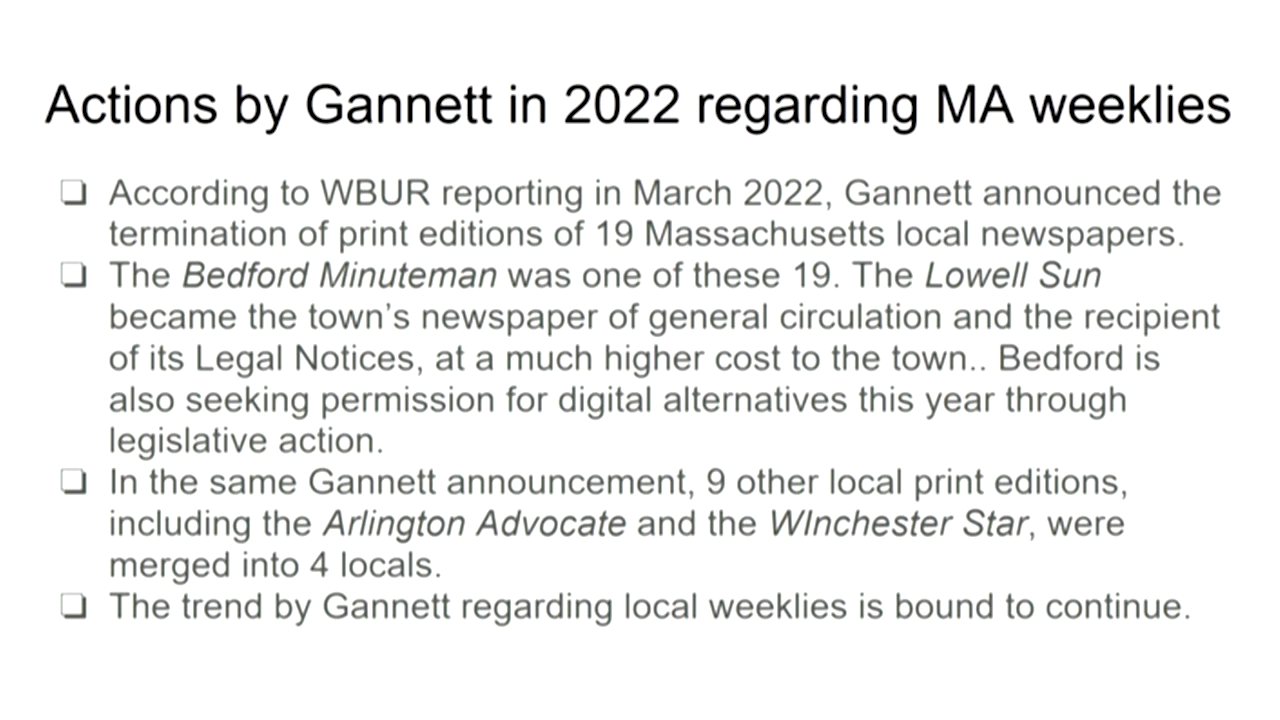 Actions by Gannett in 2022 regarding MA weeklies
❏ According to WBUR reporting in March 2022, Gannett announced the
termination of print editions of 19 Massachusetts local newspapers.
❏ The Bedford Minuteman was one of these 19. The Lowell Sun
became the town’s newspaper of general circulation and the recipient
of its Legal Notices, at a much higher cost to the town.. Bedford is
also seeking permission for digital alternatives this year through
legislative action.
❏ In the same Gannett announcement, 9 other local print editions,
including the Arlington Advocate and the WInchester Star, were
merged into 4 locals.
❏ The trend by Gannett regarding local weeklies is bound to continue.